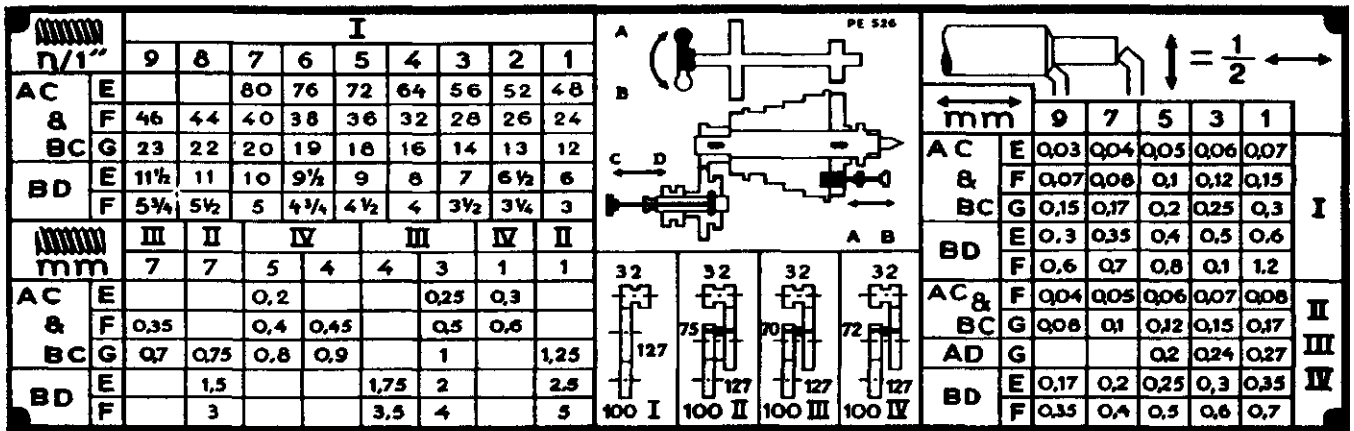 n/1" I
9 8 7 6 5 4 3 2 1
AC & BC E 80 76 72 64 56 52 48
F 46 44 40 38 36 32 28 26 24
G 23 22 20 19 18 16 14 13 12
BD E 11½ 11 10 9½ 9 8 7 6½ 6
F 5¾ 5½ 5 4¾ 4½ 4 3½ 3¼ 3
mm III II IV III IV II
7 7 5 4 4 3 1 1
AC & BC E 0,2 0,25 0,3
F 0,35 0,4 0,45 0,5 0,6
G 0,7 0,75 0,8 0,9 1 1,25
BD E 1,5 1,75 2 2.5
F 3 3,5 4 5
PE 526
A
B
C D
A B
32 32 32 32
75 70 72
127 127 127 127
100 I 100 II 100 III 100 IV
= 1/2
mm 9 7 5 3 1
AC & BC E 0,03 0,04 0,05 0,06 0,07 I
F 0,07 0,08 0,1 0,12 0,15
G 0,15 0,17 0,2 0,25 0,3
BD E 0.3 0,35 0,4 0,5 0.6
F 0,6 0,7 0,8 0,1 1.2
AC & BC F 0,04 0,05 0,06 0,07 0,08 II III IV
G 0,08 0,1 0,12 0,15 0,17
AD G 0,2 0,24 0,27
BD E 0,17 0,2 0,25 0,3 0,35
F 0,35 0,4 0,5 0,6 0,7